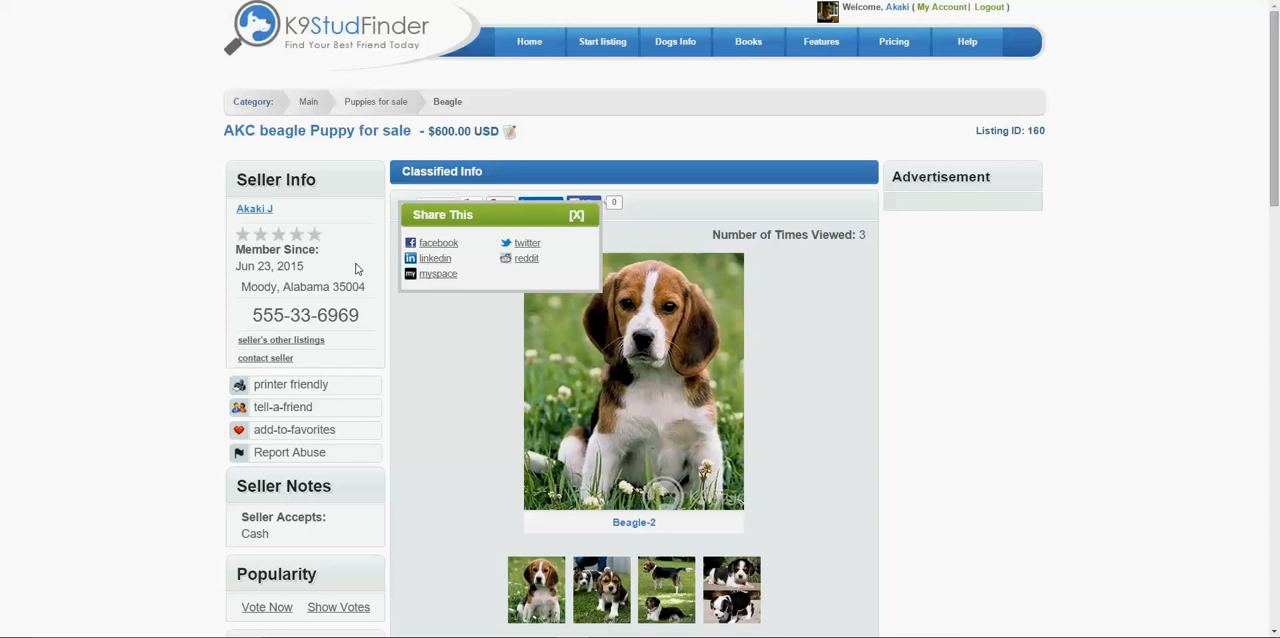 K9StudFinder
Find Your Best Friend Today
Welcome, Akaki ( My Account| Logout )
Home Start listing Dogs Info Books Features Pricing Help
Category: Main Puppies for sale Beagle
AKC beagle Puppy for sale - $600.00 USD
Listing ID: 160
Seller Info
Akaki J
Member Since:
Jun 23, 2015
Moody, Alabama 35004
555-33-6969
seller's other listings
contact seller
printer friendly
tell-a-friend
add-to-favorites
Report Abuse
Seller Notes
Seller Accepts:
Cash
Popularity
Vote Now Show Votes
Classified Info
0
Share This [X]
facebook twitter
linkedin reddit
myspace
Number of Times Viewed: 3
Beagle-2
Advertisement